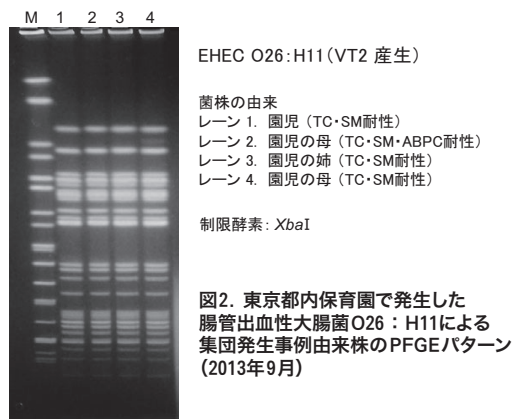 M 1 2 3 4
EHEC O26:H11(VT2 産生)
菌株の由来
レーン 1. 園児 (TC・SM耐性)
レーン 2. 園児の母 (TC・SM・ABPC耐性)
レーン 3. 園児の姉 (TC・SM耐性)
レーン 4. 園児の母 (TC・SM耐性)
制限酵素: XbaI
図2. 東京都内保育園で発生した
腸管出血性大腸菌O26：H11による
集団発生事例由来株のPFGEパターン
(2013年9月)